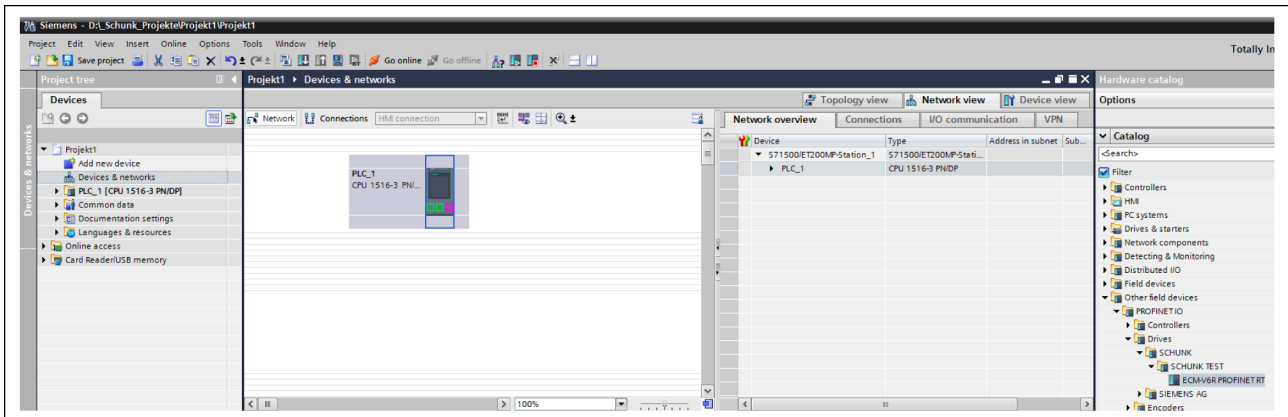 Siemens - D:\_Schunk_Projekte\Projekt1\Projekt1
Project Edit View Insert Online Options Tools Window Help
Totally In
Save project Go online Go offline
Project tree
Devices
Devices & networks
Projekt1
Add new device
Devices & networks
PLC_1 [CPU 1516-3 PN/DP]
Common data
Documentation settings
Languages & resources
Online access
Card Reader/USB memory
Projekt1 Devices & networks
Topology view Network view Device view
Network Connections HMI connection
PLC_1
CPU 1516-3 PN/...
100%
Network overview Connections I/O communication VPN
Device Type Address in subnet Sub...
S71500/ET200MP-Station_1 S71500/ET200MP-Stati...
PLC_1 CPU 1516-3 PN/DP
Hardware catalog
Options
Catalog
<Search>
Filter
Controllers
HMI
PC systems
Drives & starters
Network components
Detecting & Monitoring
Distributed I/O
Field devices
Other field devices
PROFINET IO
Controllers
Drives
SCHUNK
SCHUNK TEST
ECM-V6R PROFINET RT
SIEMENS AG
Encoders